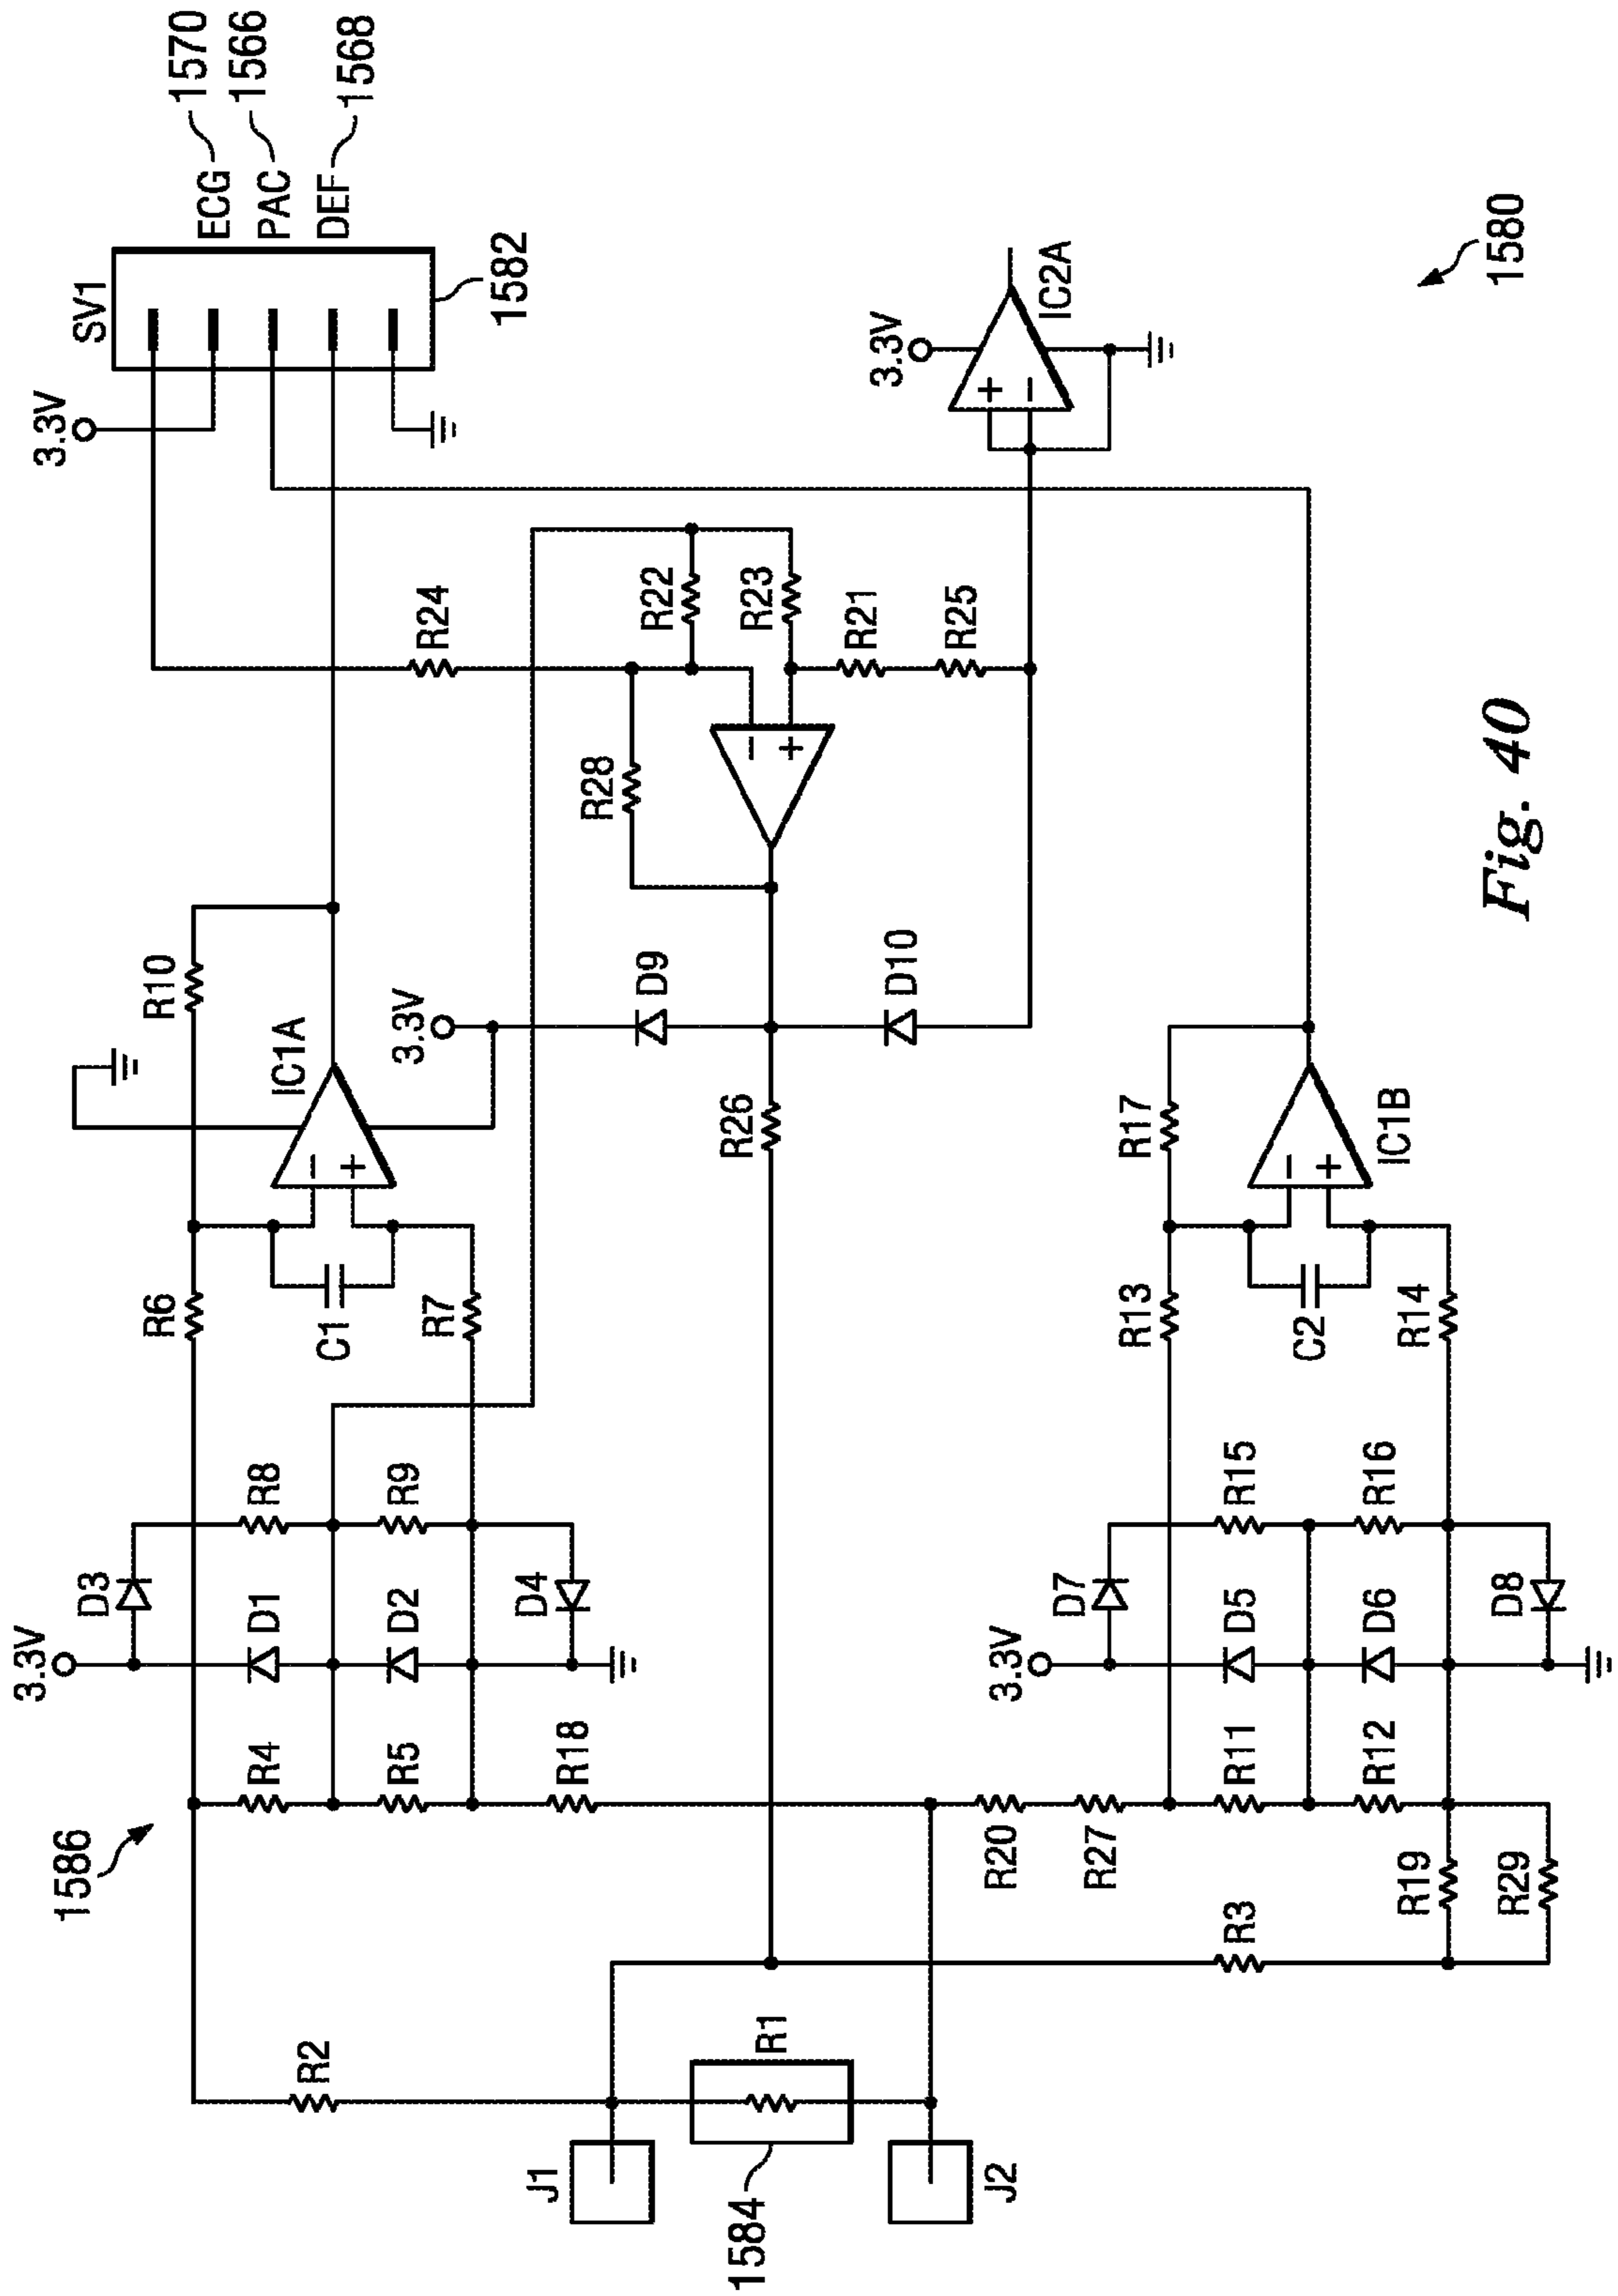 1570
1566
1568
ECG
PAC
DEF
SV1
1582
3.3V
R24
R22
R23
R21
R25
3.3V
+
−
IC2A
1580
R28
−
+
R10
IC1A
−
+
3.3V
D9
D10
R26
R6
C1
R7
R17
IC1B
−
+
R13
C2
R14
3.3V
D3
R8
D1
R9
D2
D4
R4
R5
R18
1586
3.3V
D7
R15
D5
R16
D6
D8
R11
R12
R20
R27
R19
R29
R3
R2
R1
J1
J2
1584
Fig. 40